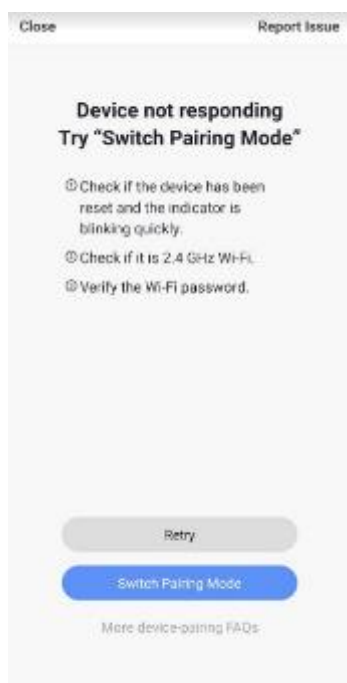 Close Report Issue
Device not responding
Try "Switch Pairing Mode"
① Check if the device has been
reset and the indicator is
blinking quickly.
② Check if it is 2.4 GHz Wi-Fi.
③ Verify the Wi-Fi password.
Retry
Switch Pairing Mode
More device-pairing FAQs